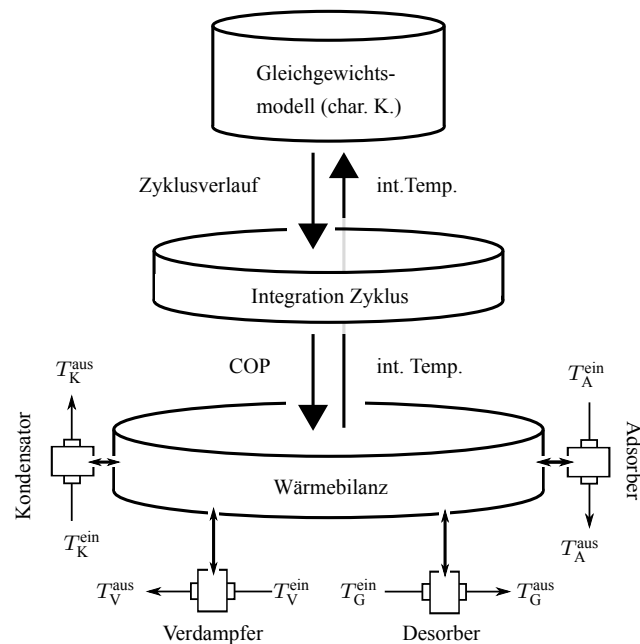 Gleichgewichts-
modell (char. K.)
Zyklusverlauf
int.Temp.
Integration Zyklus
COP
int. Temp.
T_K^aus
T_A^ein
Kondensator
Adsorber
Wärmebilanz
T_K^ein
T_A^aus
T_V^aus
T_V^ein
T_G^ein
T_G^aus
Verdampfer
Desorber